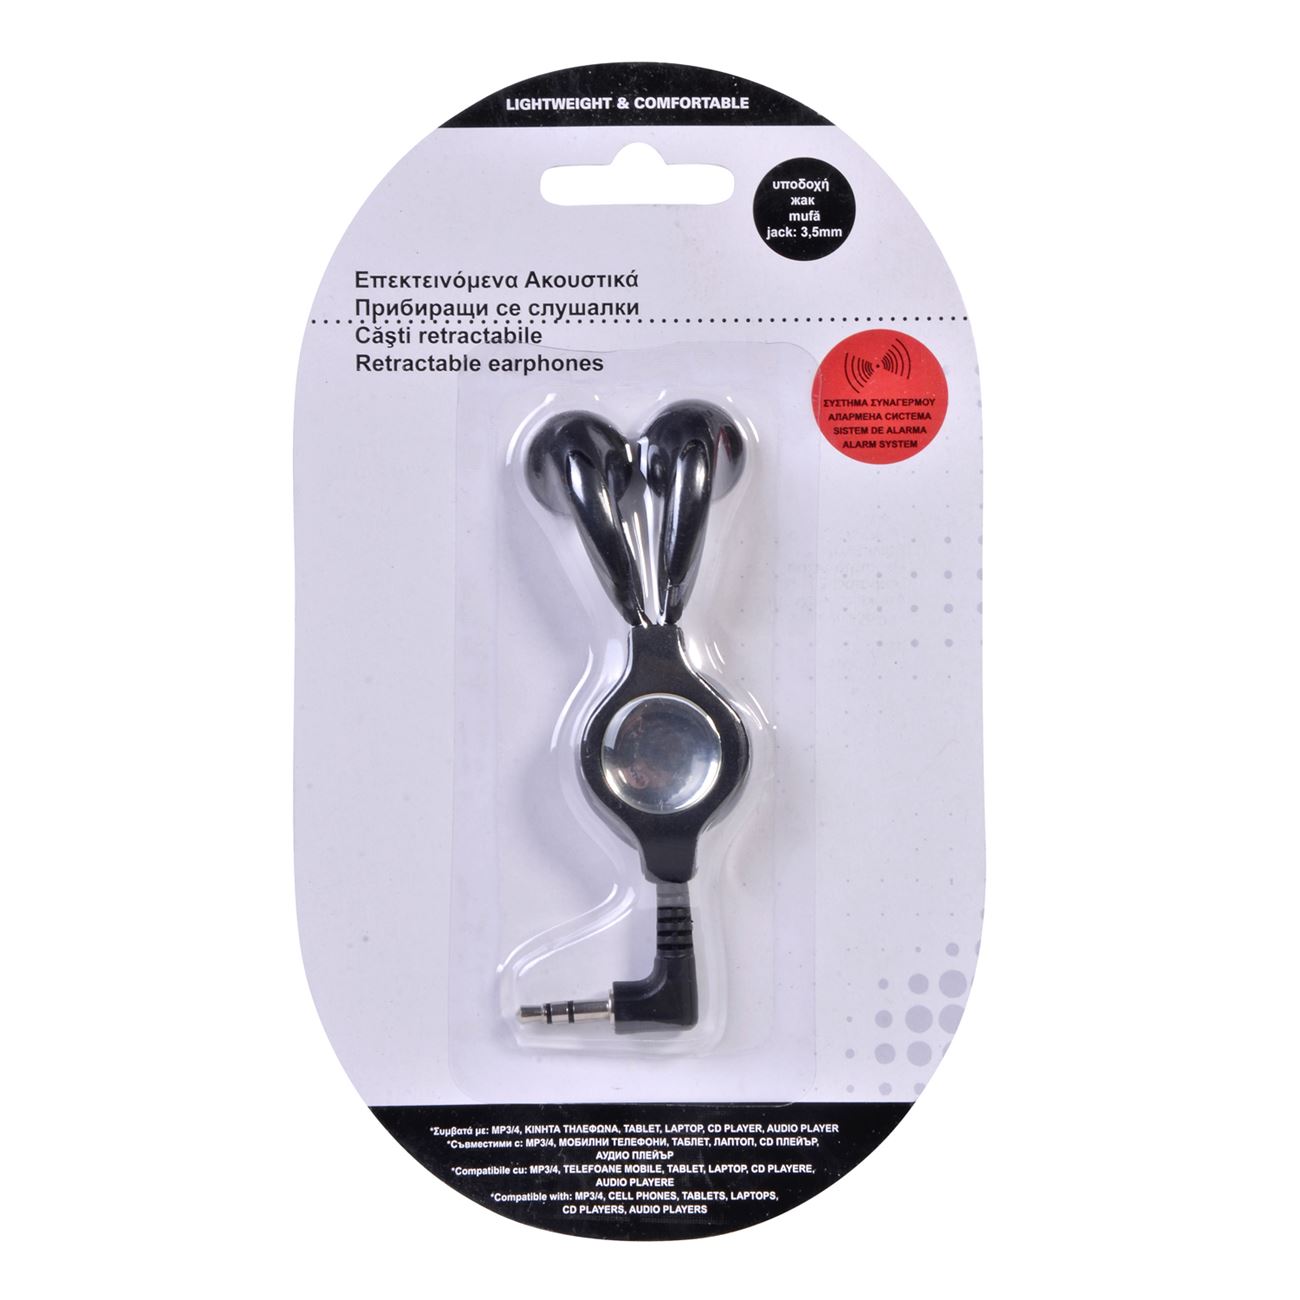 LIGHTWEIGHT & COMFORTABLE
υποδοχή
жак
mufă
jack: 3,5mm
Επεκτεινόμενα Ακουστικά
Прибиращи се слушалки
Căşti retractabile
Retractable earphones
ΣΥΣΤΗΜΑ ΣΥΝΑΓΕΡΜΟΥ
АЛАРМЕНА СИСТЕМА
SISTEM DE ALARMA
ALARM SYSTEM
*Συμβατά με: MP3/4, ΚΙΝΗΤΑ ΤΗΛΕΦΩΝΑ, TABLET, LAPTOP, CD PLAYER, AUDIO PLAYER
*Съвместими с: MP3/4, МОБИЛНИ ТЕЛЕФОНИ, ТАБЛЕТ, ЛАПТОП, CD ПЛЕЙЪР,
АУДИО ПЛЕЙЪР
*Compatibile cu: MP3/4, TELEFOANE MOBILE, TABLET, LAPTOP, CD PLAYERE,
AUDIO PLAYERE
*Compatible with: MP3/4, CELL PHONES, TABLETS, LAPTOPS,
CD PLAYERS, AUDIO PLAYERS